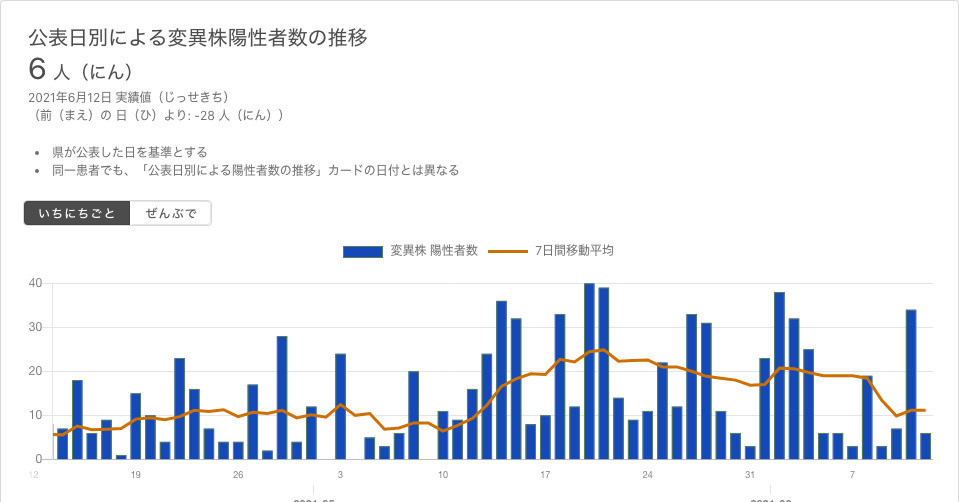 公表日別による変異株陽性者数の推移
6 人（にん）
2021年6月12日 実績値（じっせきち）
（前（まえ）の 日（ひ）より: -28 人（にん））
• 県が公表した日を基準とする
• 同一患者でも、「公表日別による陽性者数の推移」カードの日付とは異なる
いちにちごと ぜんぶで
変異株 陽性者数 7日間移動平均
40
30
20
10
0
12 19 26 3 10 17 24 31 7